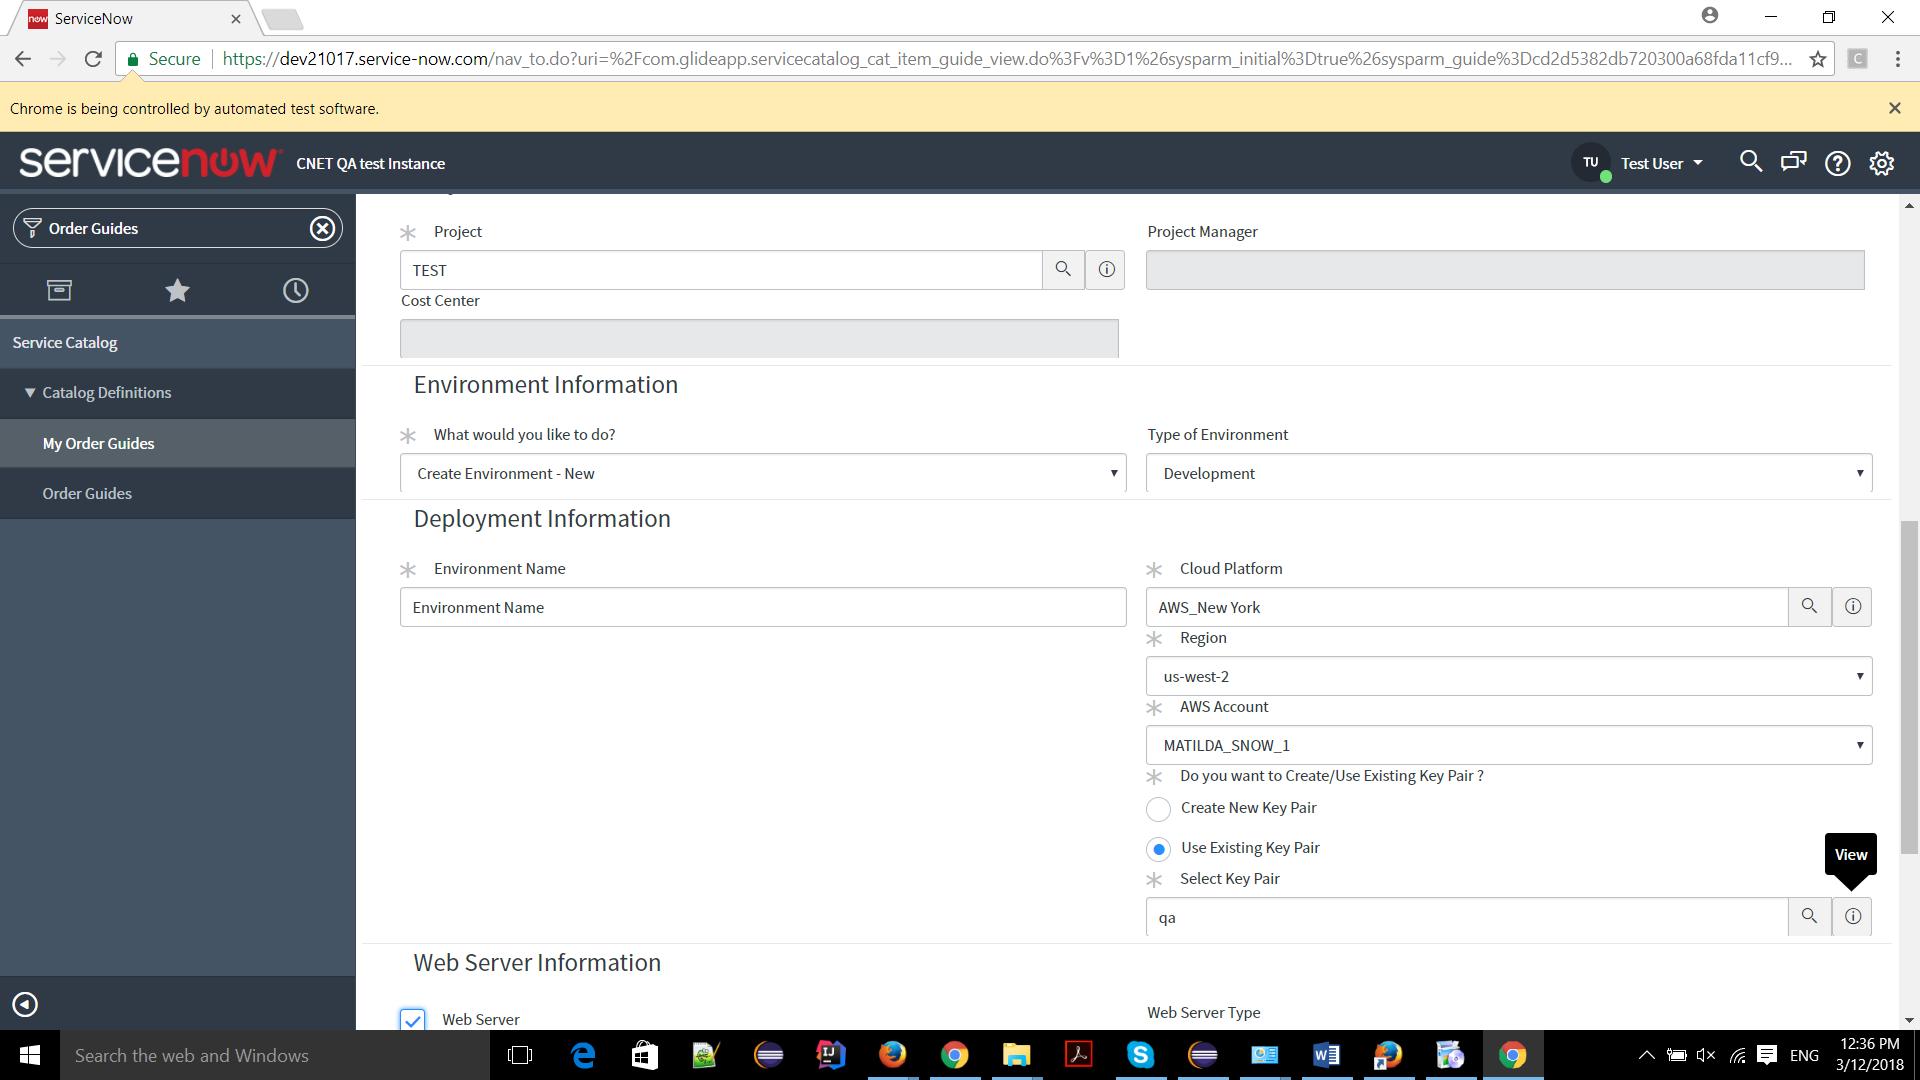 now ServiceNow
Secure https://dev21017.service-now.com/nav_to.do?uri=%2Fcom.glideapp.servicecatalog_cat_item_guide_view.do%3Fv%3D1%26sysparm_initial%3Dtrue%26sysparm_guide%3Dcd2d5382db720300a68fda11cf9...
C
Chrome is being controlled by automated test software.
servicenow CNET QA test Instance
TU Test User
Order Guides
Service Catalog
Catalog Definitions
My Order Guides
Order Guides
Project
TEST
Project Manager
Cost Center
Environment Information
What would you like to do?
Create Environment - New
Type of Environment
Development
Deployment Information
Environment Name
Environment Name
Cloud Platform
AWS_New York
Region
us-west-2
AWS Account
MATILDA_SNOW_1
Do you want to Create/Use Existing Key Pair ?
Create New Key Pair
Use Existing Key Pair
View
Select Key Pair
qa
Web Server Information
Web Server
Web Server Type
Search the web and Windows
ENG
12:36 PM
3/12/2018